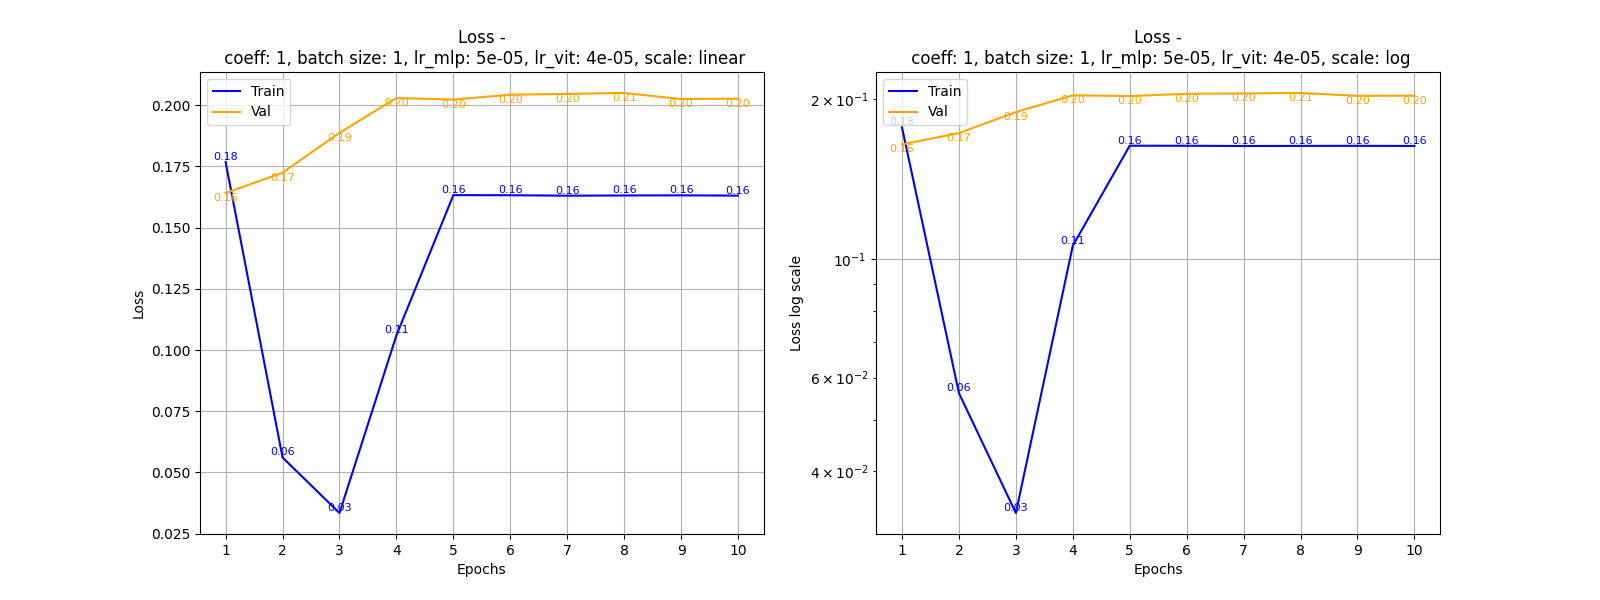 Loss -
coeff: 1, batch size: 1, lr_mlp: 5e-05, lr_vit: 4e-05, scale: linear
Train
Val
0.200
0.175
0.150
0.125
0.100
0.075
0.050
0.025
Loss
0.18 0.06 0.03 0.11 0.16 0.16 0.16 0.16 0.16 0.16
0.16 0.17 0.19 0.20 0.20 0.20 0.20 0.21 0.20 0.20
1 2 3 4 5 6 7 8 9 10
Epochs
Loss -
coeff: 1, batch size: 1, lr_mlp: 5e-05, lr_vit: 4e-05, scale: log
Train
Val
2 × 10⁻¹
10⁻¹
6 × 10⁻²
4 × 10⁻²
Loss log scale
0.18 0.06 0.03 0.11 0.16 0.16 0.16 0.16 0.16 0.16
0.16 0.17 0.19 0.20 0.20 0.20 0.20 0.21 0.20 0.20
1 2 3 4 5 6 7 8 9 10
Epochs